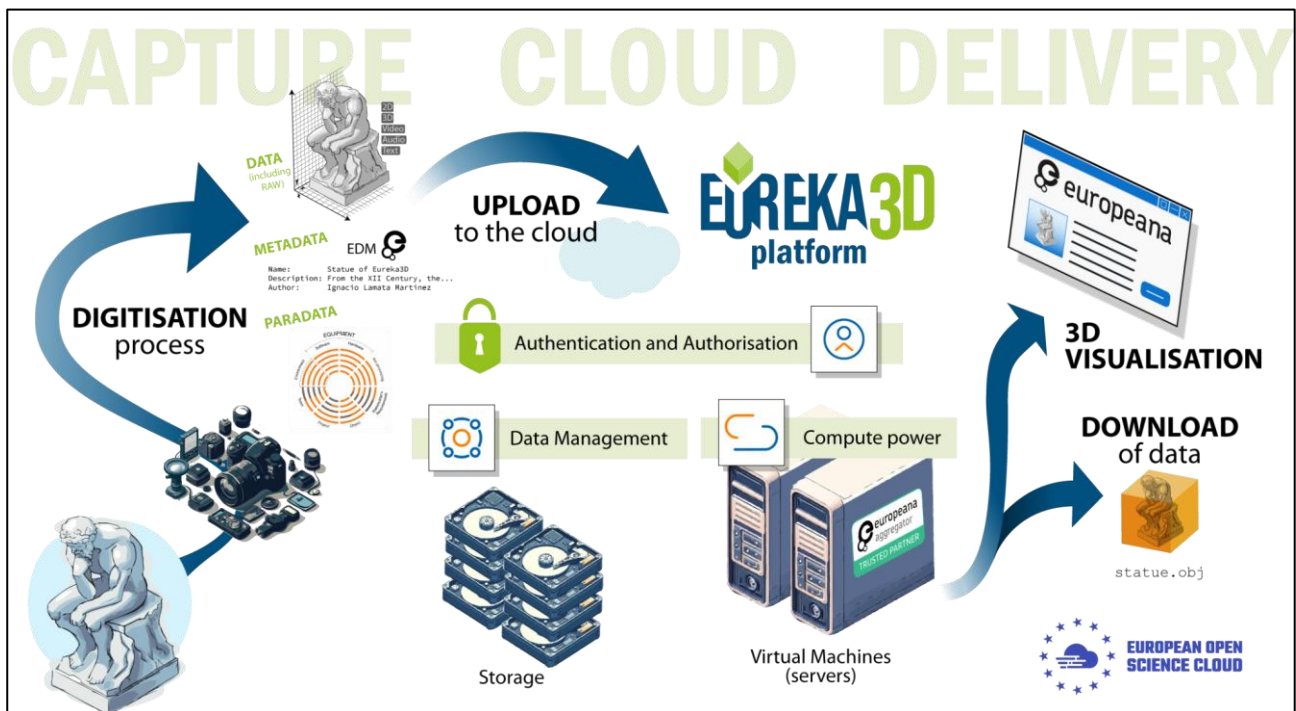 CAPTURE CLOUD DELIVERY
2D
3D
Video
Audio
Text
DATA
(including
RAW)
METADATA
EDM
Name: Statue of Eureka3D
Description: From the XII Century, the...
Author: Ignacio Lamata Martinez
PARADATA
EQUIPMENT
DIGITISATION
process
UPLOAD
to the cloud
EUREKA3D
platform
Authentication and Authorisation
Data Management
Compute power
Storage
europeana
aggregator
TRUSTED PARTNER
Virtual Machines
(servers)
europeana
3D
VISUALISATION
DOWNLOAD
of data
statue.obj
EUROPEAN OPEN
SCIENCE CLOUD